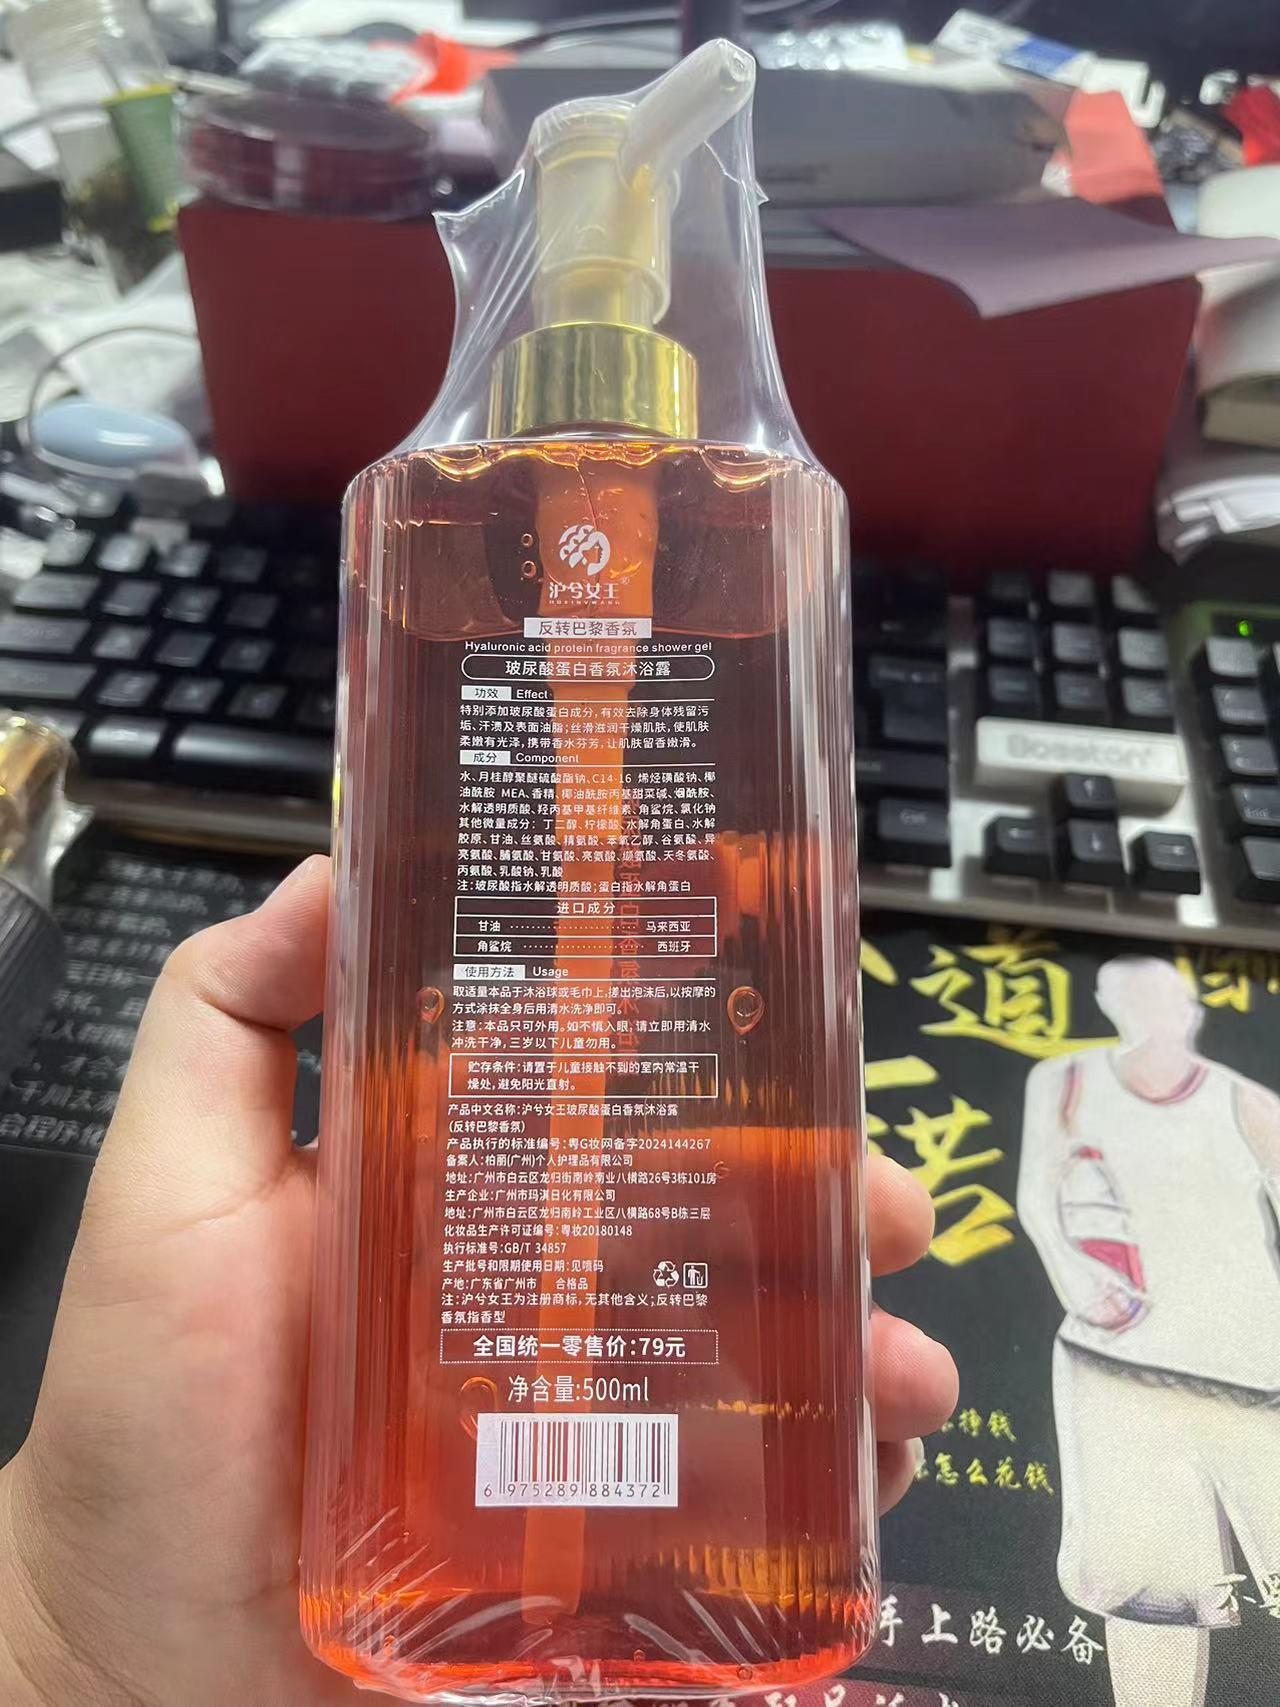 沪兮女王®
HUXINVWANG
反转巴黎香氛
Hyaluronic acid protein fragrance shower gel
玻尿酸蛋白香氛沐浴露
功效 Effect
特别添加玻尿酸蛋白成分,有效去除身体残留污
垢、汗渍及表面油脂;丝滑滋润干燥肌肤,使肌肤
柔嫩有光泽,携带香水芬芳,让肌肤留香嫩滑。
成分 Component
水、月桂醇聚醚硫酸酯钠、C14-16 烯烃磺酸钠、椰
油酰胺 MEA、香精、椰油酰胺丙基甜菜碱、烟酰胺、
水解透明质酸、羟丙基甲基纤维素、角鲨烷、氯化钠
其他微量成分:丁二醇、柠檬酸、水解角蛋白、水解
胶原、甘油、丝氨酸、精氨酸、苯氧乙醇、谷氨酸、异
亮氨酸、脯氨酸、甘氨酸、亮氨酸、缬氨酸、天冬氨酸、
丙氨酸、乳酸钠、乳酸
注:玻尿酸指水解透明质酸;蛋白指水解角蛋白
进口成分
甘油 马来西亚
角鲨烷 西班牙
使用方法 Usage
取适量本品于沐浴球或毛巾上,搓出泡沫后,以按摩的
方式涂抹全身后用清水洗净即可。
注意:本品只可外用。如不慎入眼,请立即用清水
冲洗干净,三岁以下儿童勿用。
贮存条件:请置于儿童接触不到的室内常温干
燥处,避免阳光直射。
产品中文名称:沪兮女王玻尿酸蛋白香氛沐浴露
(反转巴黎香氛)
产品执行的标准编号:粤G妆网备字2024144267
备案人:柏丽(广州)个人护理品有限公司
地址:广州市白云区龙归街南岭南业八横路26号3栋101房
生产企业:广州市玛淇日化有限公司
地址:广州市白云区龙归南岭工业区八横路68号B栋三层
化妆品生产许可证编号:粤妆20180148
执行标准号:GB/T 34857
生产批号和限期使用日期:见喷码
产地:广东省广州市 合格品
注:沪兮女王为注册商标,无其他含义;反转巴黎
香氛指香型
全国统一零售价:79元
净含量:500ml
6 975289 884372
挣钱
怎么花钱
手上路必备